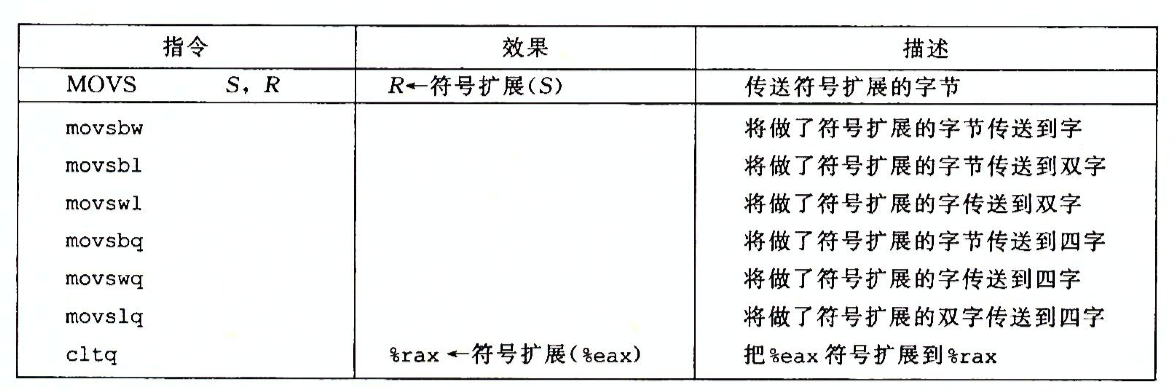 指令 效果 描述
MOVS S, R R←符号扩展(S) 传送符号扩展的字节
movsbw 将做了符号扩展的字节传送到字
movsbl 将做了符号扩展的字节传送到双字
movswl 将做了符号扩展的字传送到双字
movsbq 将做了符号扩展的字节传送到四字
movswq 将做了符号扩展的字传送到四字
movslq 将做了符号扩展的双字传送到四字
cltq %rax←符号扩展(%eax) 把%eax符号扩展到%rax